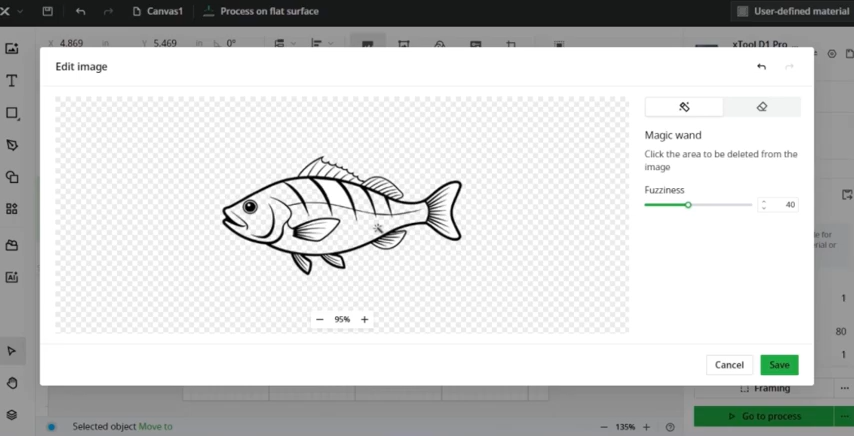 Canvas1
Process on flat surface
User-defined material
X 4.869 in Y 5.469 in 0°
xTool D1 Pro
Edit image
Magic wand
Click the area to be deleted from the
image
Fuzziness
40
95%
Cancel
Save
1
80
1
Framing
Go to process
Selected object Move to
135%